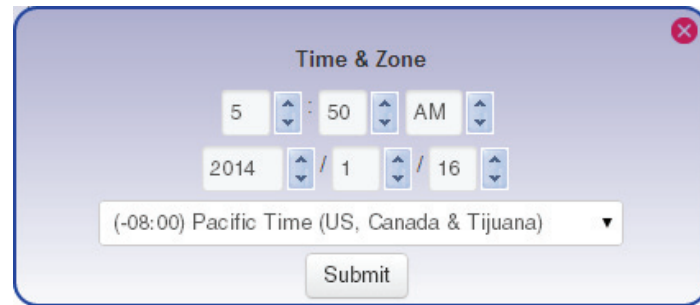 Time & Zone
5 : 50 AM
2014 / 1 / 16
(-08:00) Pacific Time (US, Canada & Tijuana)
Submit